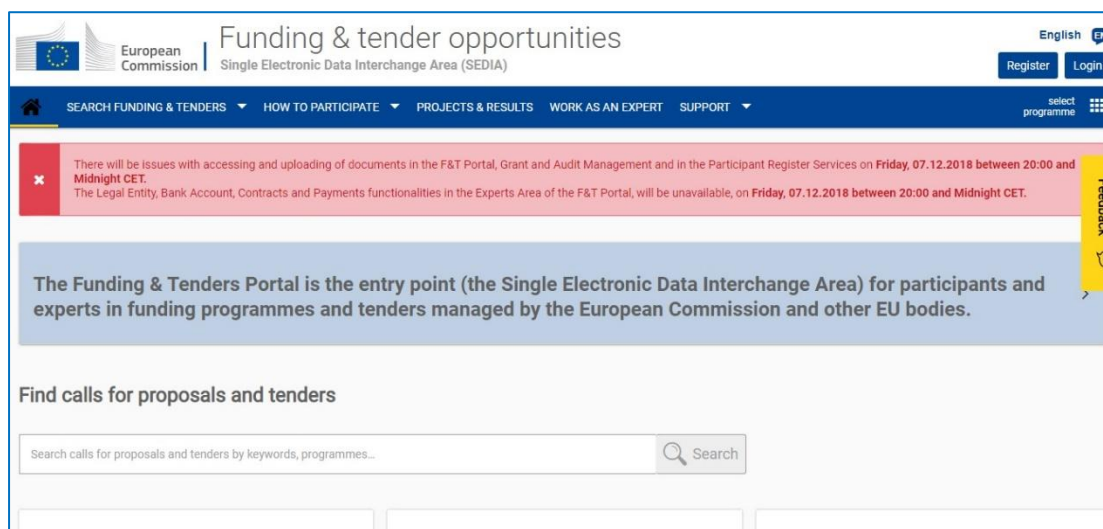 European
Commission
Funding & tender opportunities
Single Electronic Data Interchange Area (SEDIA)
English EN
Register Login
SEARCH FUNDING & TENDERS HOW TO PARTICIPATE PROJECTS & RESULTS WORK AS AN EXPERT SUPPORT
select
programme
There will be issues with accessing and uploading of documents in the F&T Portal, Grant and Audit Management and in the Participant Register Services on Friday, 07.12.2018 between 20:00 and
Midnight CET.
The Legal Entity, Bank Account, Contracts and Payments functionalities in the Experts Area of the F&T Portal, will be unavailable, on Friday, 07.12.2018 between 20:00 and Midnight CET.
Feedback
The Funding & Tenders Portal is the entry point (the Single Electronic Data Interchange Area) for participants and
experts in funding programmes and tenders managed by the European Commission and other EU bodies.
Find calls for proposals and tenders
Search calls for proposals and tenders by keywords, programmes...
Search